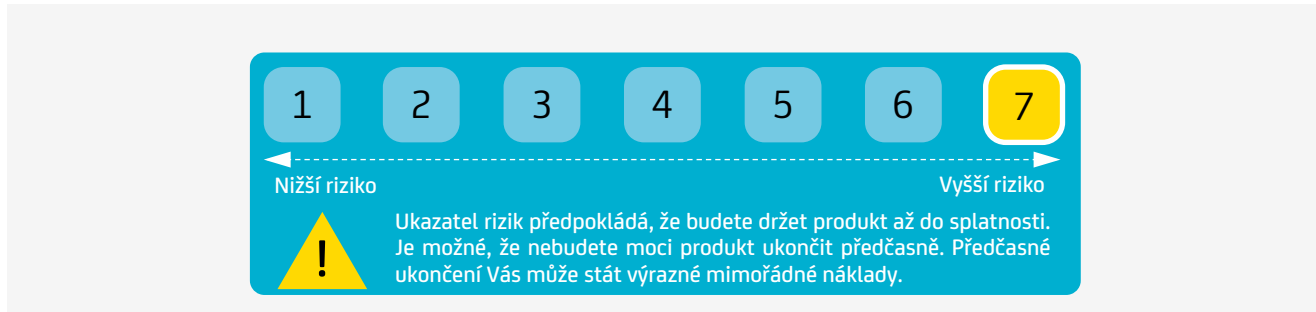 1 2 3 4 5 6 7
Nižší riziko Vyšší riziko
! Ukazatel rizik předpokládá, že budete držet produkt až do splatnosti.
Je možné, že nebudete moci produkt ukončit předčasně. Předčasné
ukončení Vás může stát výrazné mimořádné náklady.